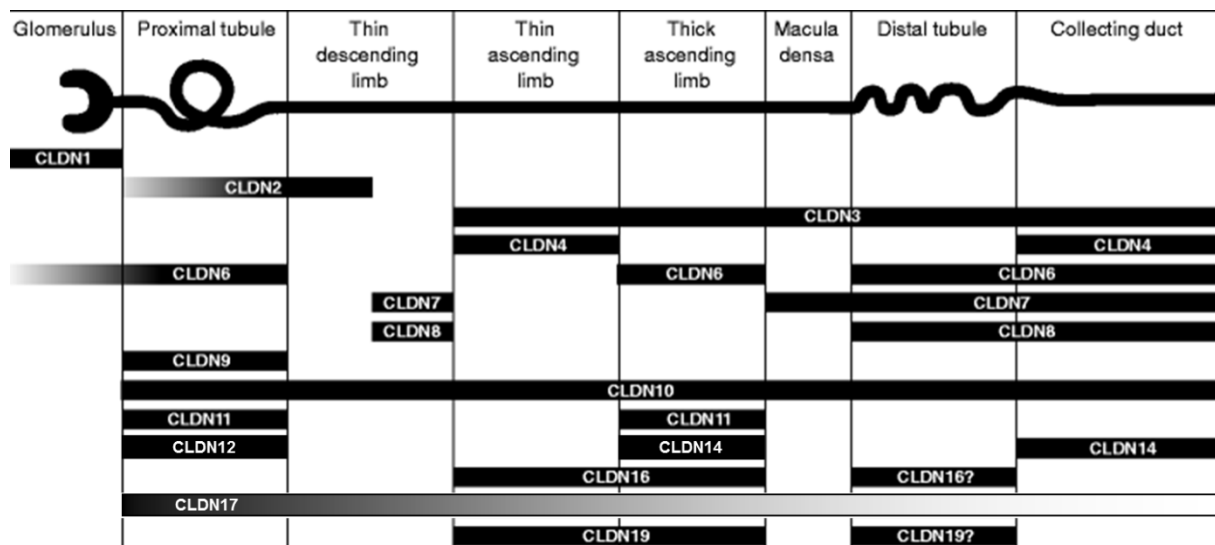 Glomerulus Proximal tubule Thin descending limb Thin ascending limb Thick ascending limb Macula densa Distal tubule Collecting duct
CLDN1
CLDN2
CLDN3
CLDN4 CLDN4
CLDN6 CLDN6 CLDN6
CLDN7 CLDN7
CLDN8 CLDN8
CLDN9
CLDN10
CLDN11 CLDN11
CLDN12 CLDN14 CLDN14
CLDN16 CLDN16?
CLDN17
CLDN19 CLDN19?